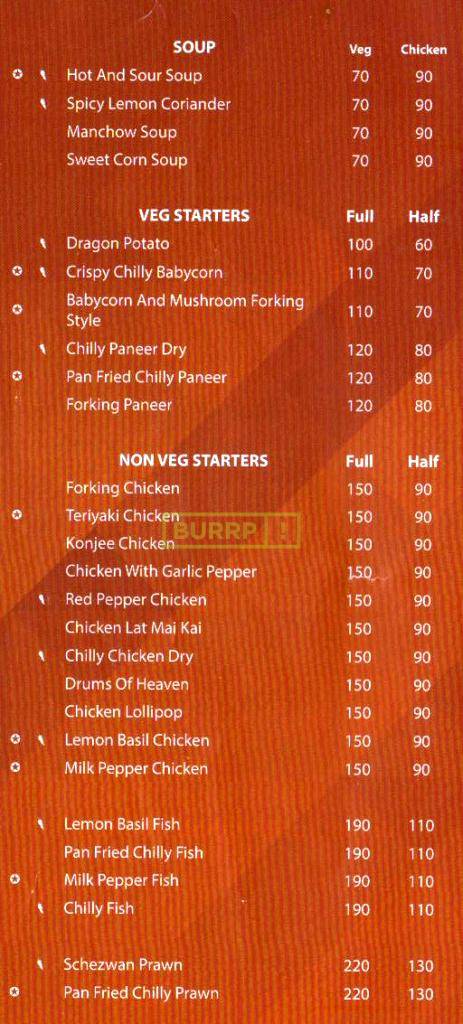 SOUP Veg Chicken
Hot And Sour Soup 70 90
Spicy Lemon Coriander 70 90
Manchow Soup 70 90
Sweet Corn Soup 70 90
VEG STARTERS Full Half
Dragon Potato 100 60
Crispy Chilly Babycorn 110 70
Babycorn And Mushroom Forking
Style 110 70
Chilly Paneer Dry 120 80
Pan Fried Chilly Paneer 120 80
Forking Paneer 120 80
NON VEG STARTERS Full Half
Forking Chicken 150 90
Teriyaki Chicken 150 90
BURRP!
Konjee Chicken 150 90
Chicken With Garlic Pepper 150 90
Red Pepper Chicken 150 90
Chicken Lat Mai Kai 150 90
Chilly Chicken Dry 150 90
Drums Of Heaven 150 90
Chicken Lollipop 150 90
Lemon Basil Chicken 150 90
Milk Pepper Chicken 150 90
Lemon Basil Fish 190 110
Pan Fried Chilly Fish 190 110
Milk Pepper Fish 190 110
Chilly Fish 190 110
Schezwan Prawn 220 130
Pan Fried Chilly Prawn 220 130